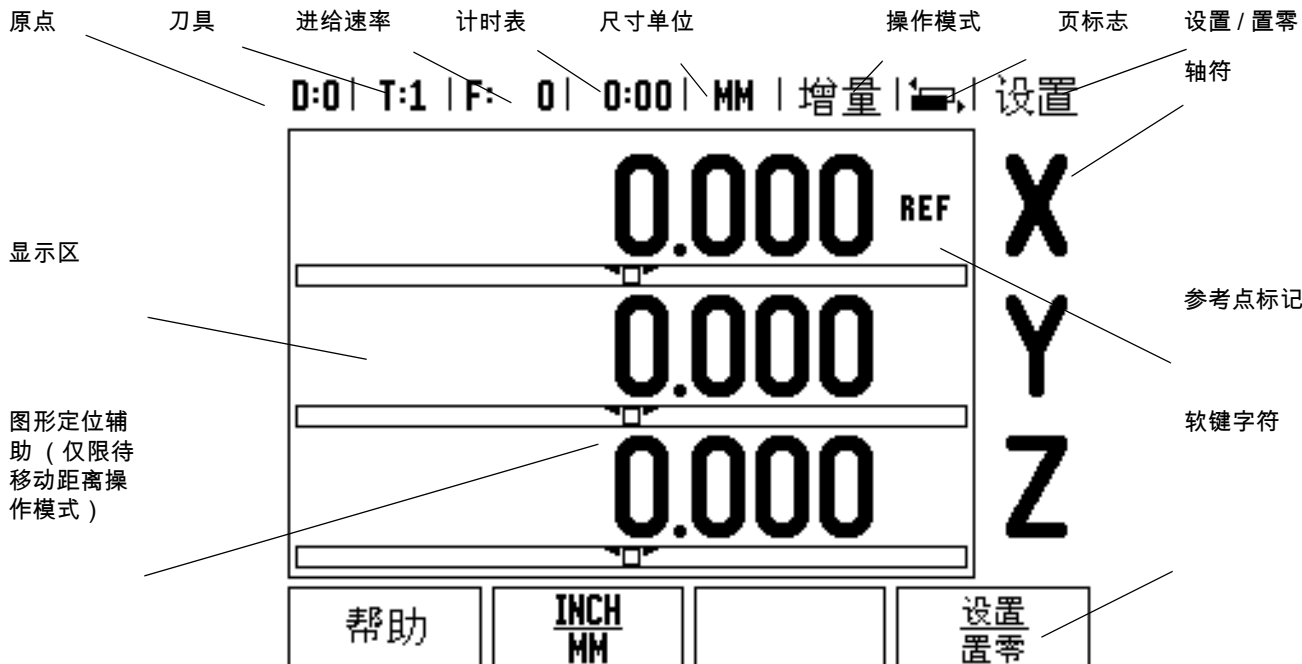 原点 刀具 进给速率 计时表 尺寸单位 操作模式 页标志 设置 / 置零
轴符
D:0 | T:1 | F: 0 | 0:00 | MM | 增量 | 设置
0.000 REF X
显示区
参考点标记
0.000 Y
图形定位辅
助 （仅限待
移动距离操
作模式）
软键字符
0.000 Z
帮助
INCH
MM
设置
置零